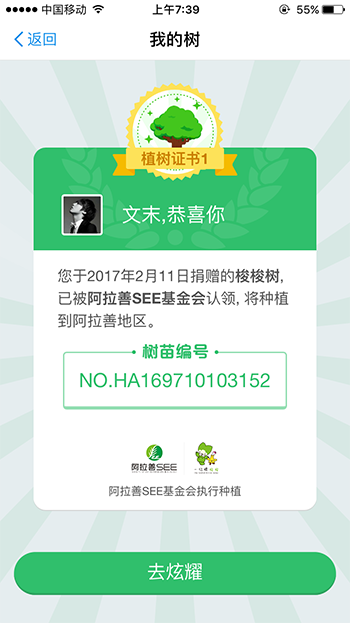 中国移动 上午7:39 55%
返回 我的树
植树证书1
文末,恭喜你
您于2017年2月11日捐赠的梭梭树,
已被阿拉善SEE基金会认领, 将种植
到阿拉善地区。
树苗编号
NO.HA169710103152
阿拉善SEE
阿拉善SEE基金会执行种植
去炫耀